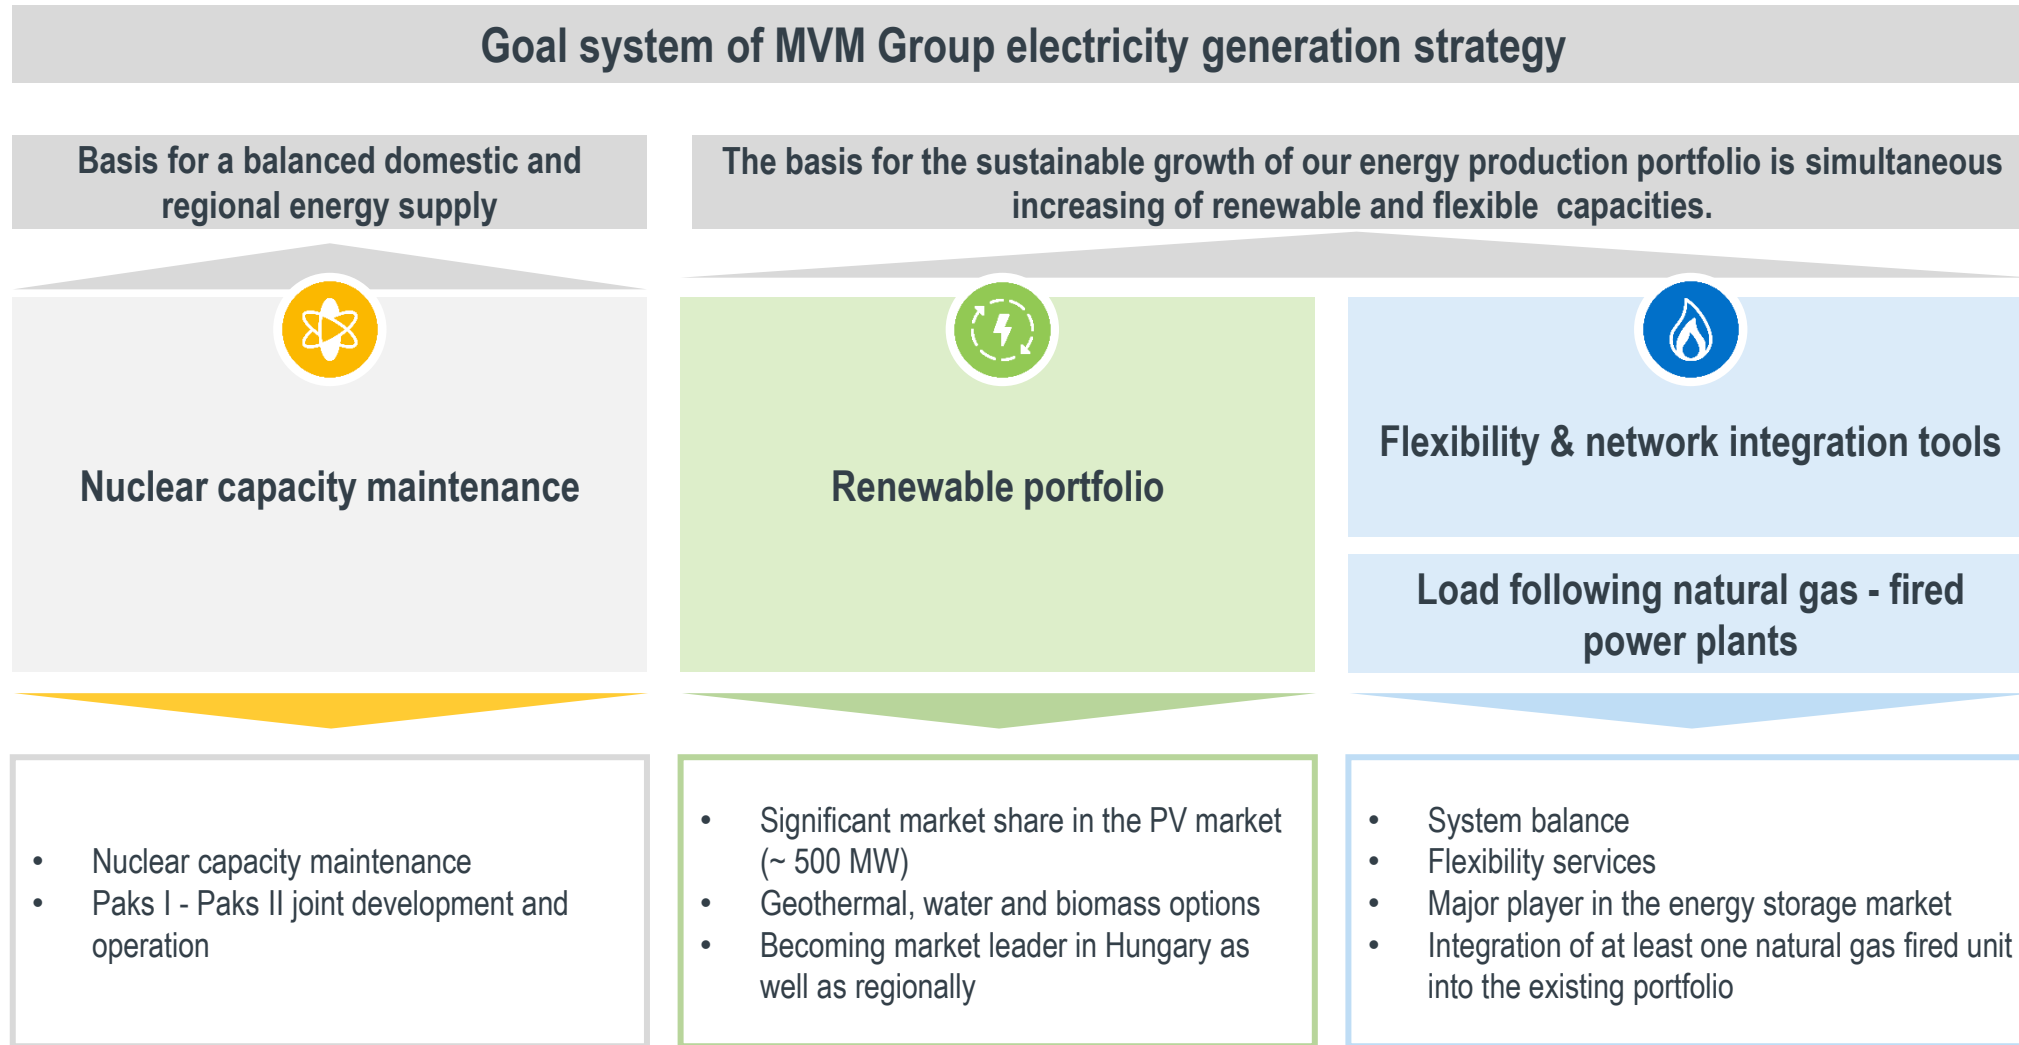 Goal system of MVM Group electricity generation strategy
Basis for a balanced domestic and
regional energy supply
The basis for the sustainable growth of our energy production portfolio is simultaneous
increasing of renewable and flexible  capacities.
Nuclear capacity maintenance
Renewable portfolio
Flexibility & network integration tools
Load following natural gas - fired
power plants
• Nuclear capacity maintenance
• Paks I - Paks II joint development and
operation
• Significant market share in the PV market
(~ 500 MW)
• Geothermal, water and biomass options
• Becoming market leader in Hungary as
well as regionally
• System balance
• Flexibility services
• Major player in the energy storage market
• Integration of at least one natural gas fired unit
into the existing portfolio